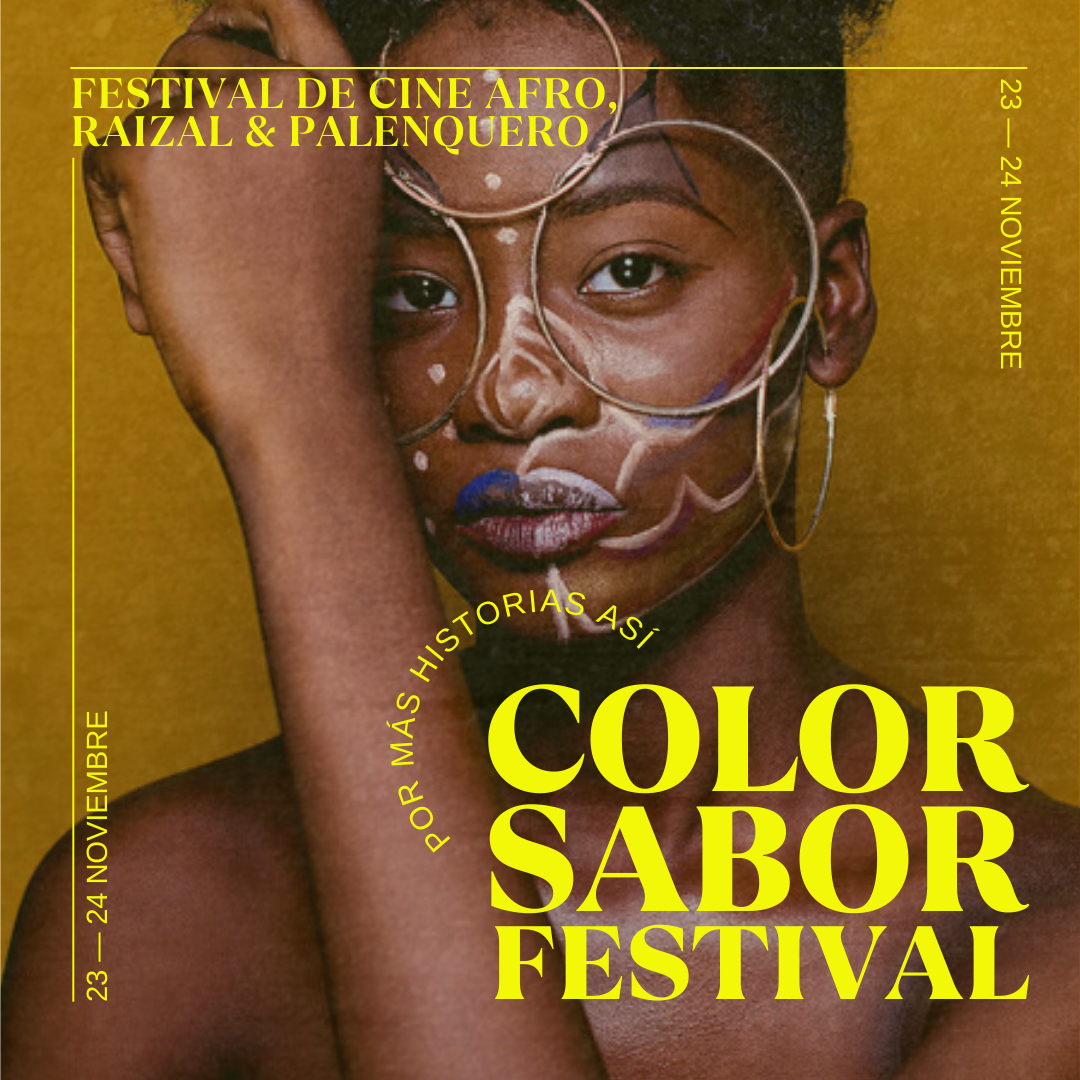 FESTIVAL DE CINE AFRO,
RAIZAL & PALENQUERO
23 — 24 NOVIEMBRE
POR MÁS HISTORIAS ASÍ
COLOR
SABOR
FESTIVAL
23 — 24 NOVIEMBRE